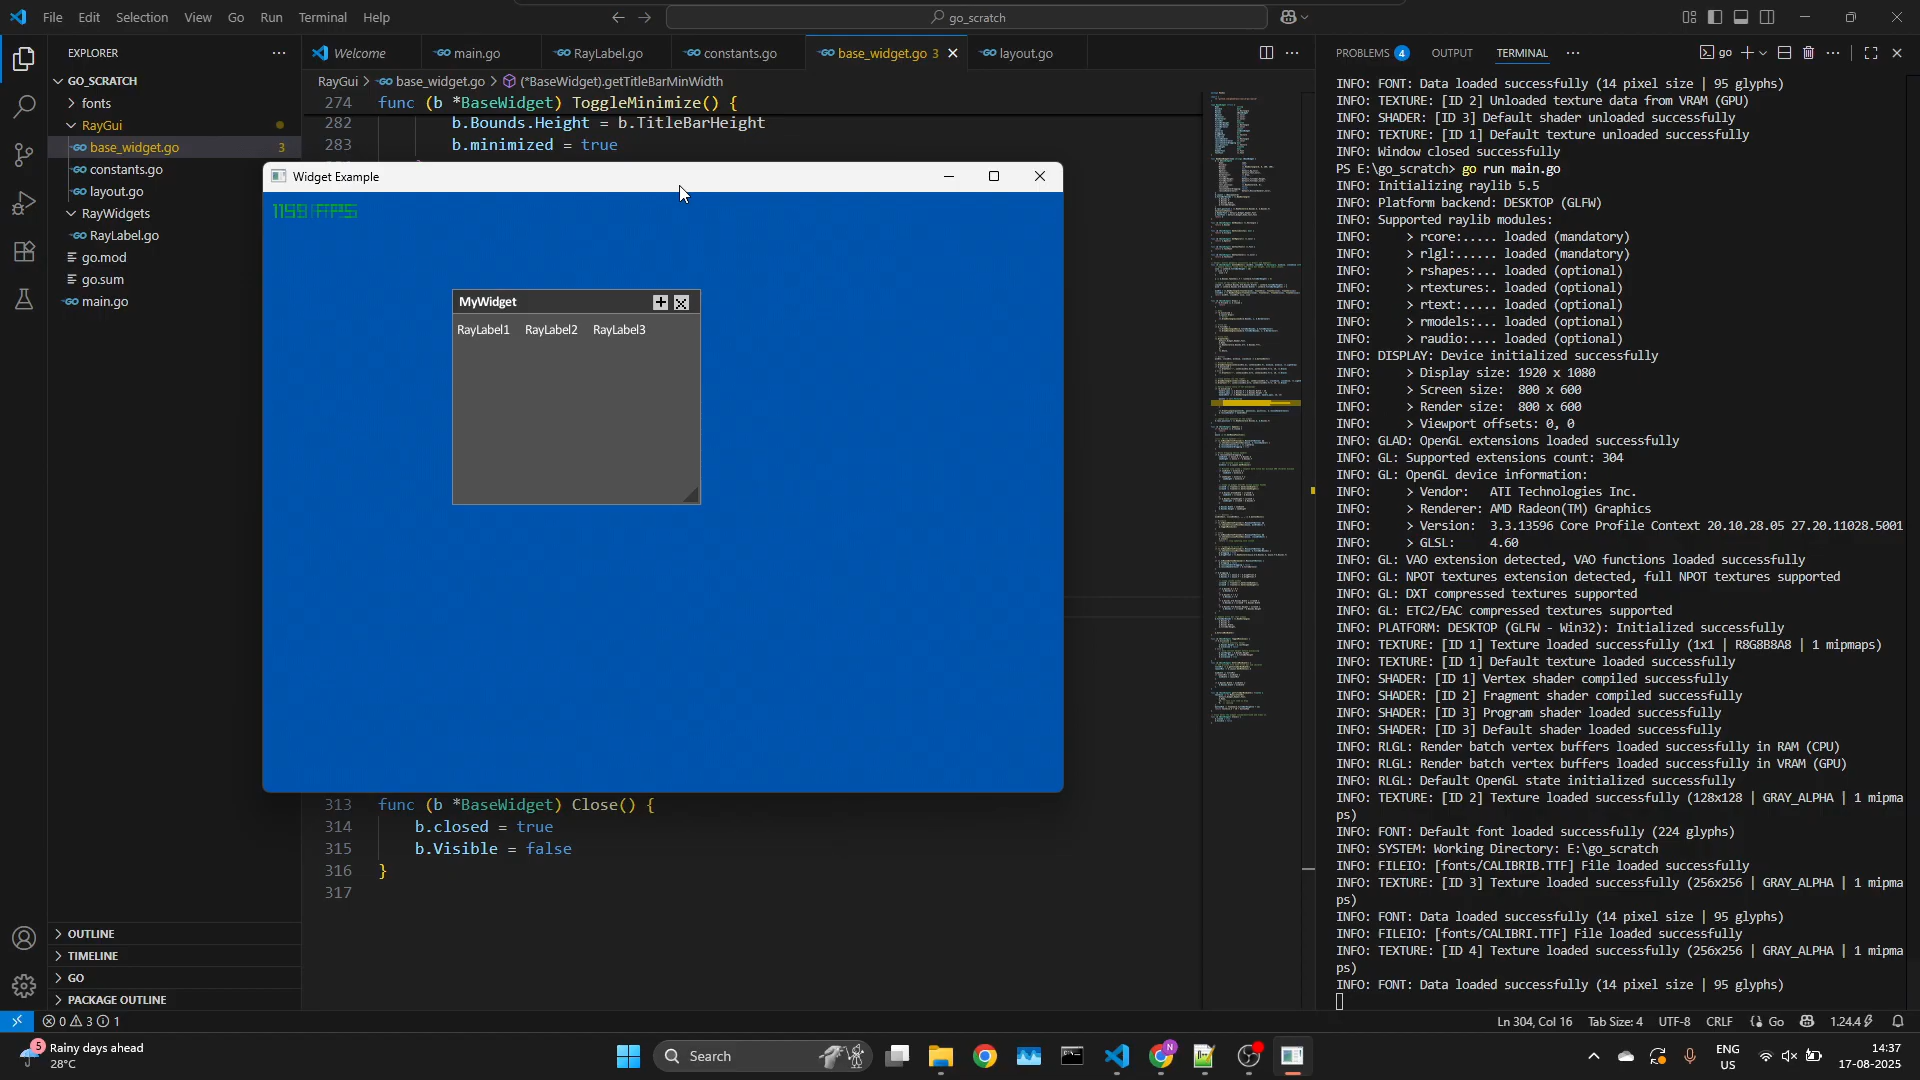 File Edit Selection View Go Run Terminal Help
go_scratch
EXPLORER
GO_SCRATCH
fonts
RayGui
base_widget.go 3
constants.go
layout.go
RayWidgets
RayLabel.go
go.mod
go.sum
main.go
OUTLINE
TIMELINE
GO
PACKAGE OUTLINE
Welcome
main.go
RayLabel.go
constants.go
base_widget.go 3
layout.go
RayGui > base_widget.go > (*BaseWidget).getTitleBarMinWidth
274 func (b *BaseWidget) ToggleMinimize() {
282 b.Bounds.Height = b.TitleBarHeight
283 b.minimized = true
Widget Example
FPS
MyWidget
RayLabel1 RayLabel2 RayLabel3
313 func (b *BaseWidget) Close() {
314 b.closed = true
315 b.Visible = false
316 }
317
PROBLEMS 4 OUTPUT TERMINAL
go
INFO: FONT: Data loaded successfully (14 pixel size | 95 glyphs)
INFO: TEXTURE: [ID 2] Unloaded texture data from VRAM (GPU)
INFO: SHADER: [ID 3] Default shader unloaded successfully
INFO: TEXTURE: [ID 1] Default texture unloaded successfully
INFO: Window closed successfully
PS E:\go_scratch> go run main.go
INFO: Initializing raylib 5.5
INFO: Platform backend: DESKTOP (GLFW)
INFO: Supported raylib modules:
INFO: > rcore:..... loaded (mandatory)
INFO: > rlgl:...... loaded (mandatory)
INFO: > rshapes:... loaded (optional)
INFO: > rtextures:. loaded (optional)
INFO: > rtext:..... loaded (optional)
INFO: > rmodels:... loaded (optional)
INFO: > raudio:.... loaded (optional)
INFO: DISPLAY: Device initialized successfully
INFO: > Display size: 1920 x 1080
INFO: > Screen size: 800 x 600
INFO: > Render size: 800 x 600
INFO: > Viewport offsets: 0, 0
INFO: GLAD: OpenGL extensions loaded successfully
INFO: GL: Supported extensions count: 304
INFO: GL: OpenGL device information:
INFO: > Vendor: ATI Technologies Inc.
INFO: > Renderer: AMD Radeon(TM) Graphics
INFO: > Version: 3.3.13596 Core Profile Context 20.10.28.05 27.20.11028.5001
INFO: > GLSL: 4.60
INFO: GL: VAO extension detected, VAO functions loaded successfully
INFO: GL: NPOT textures extension detected, full NPOT textures supported
INFO: GL: DXT compressed textures supported
INFO: GL: ETC2/EAC compressed textures supported
INFO: PLATFORM: DESKTOP (GLFW - Win32): Initialized successfully
INFO: TEXTURE: [ID 1] Texture loaded successfully (1x1 | R8G8B8A8 | 1 mipmaps)
INFO: TEXTURE: [ID 1] Default texture loaded successfully
INFO: SHADER: [ID 1] Vertex shader compiled successfully
INFO: SHADER: [ID 2] Fragment shader compiled successfully
INFO: SHADER: [ID 3] Program shader loaded successfully
INFO: SHADER: [ID 3] Default shader loaded successfully
INFO: RLGL: Render batch vertex buffers loaded successfully in RAM (CPU)
INFO: RLGL: Render batch vertex buffers loaded successfully in VRAM (GPU)
INFO: RLGL: Default OpenGL state initialized successfully
INFO: TEXTURE: [ID 2] Texture loaded successfully (128x128 | GRAY_ALPHA | 1 mipma
ps)
INFO: FONT: Default font loaded successfully (224 glyphs)
INFO: SYSTEM: Working Directory: E:\go_scratch
INFO: FILEIO: [fonts/CALIBRIB.TTF] File loaded successfully
INFO: TEXTURE: [ID 3] Texture loaded successfully (256x256 | GRAY_ALPHA | 1 mipma
ps)
INFO: FONT: Data loaded successfully (14 pixel size | 95 glyphs)
INFO: FILEIO: [fonts/CALIBRI.TTF] File loaded successfully
INFO: TEXTURE: [ID 4] Texture loaded successfully (256x256 | GRAY_ALPHA | 1 mipma
ps)
INFO: FONT: Data loaded successfully (14 pixel size | 95 glyphs)
0 3 1
Ln 304, Col 16 Tab Size: 4 UTF-8 CRLF Go 1.24.4
5 Rainy days ahead
28°C
Search
N
ENG
US
14:37
17-08-2025